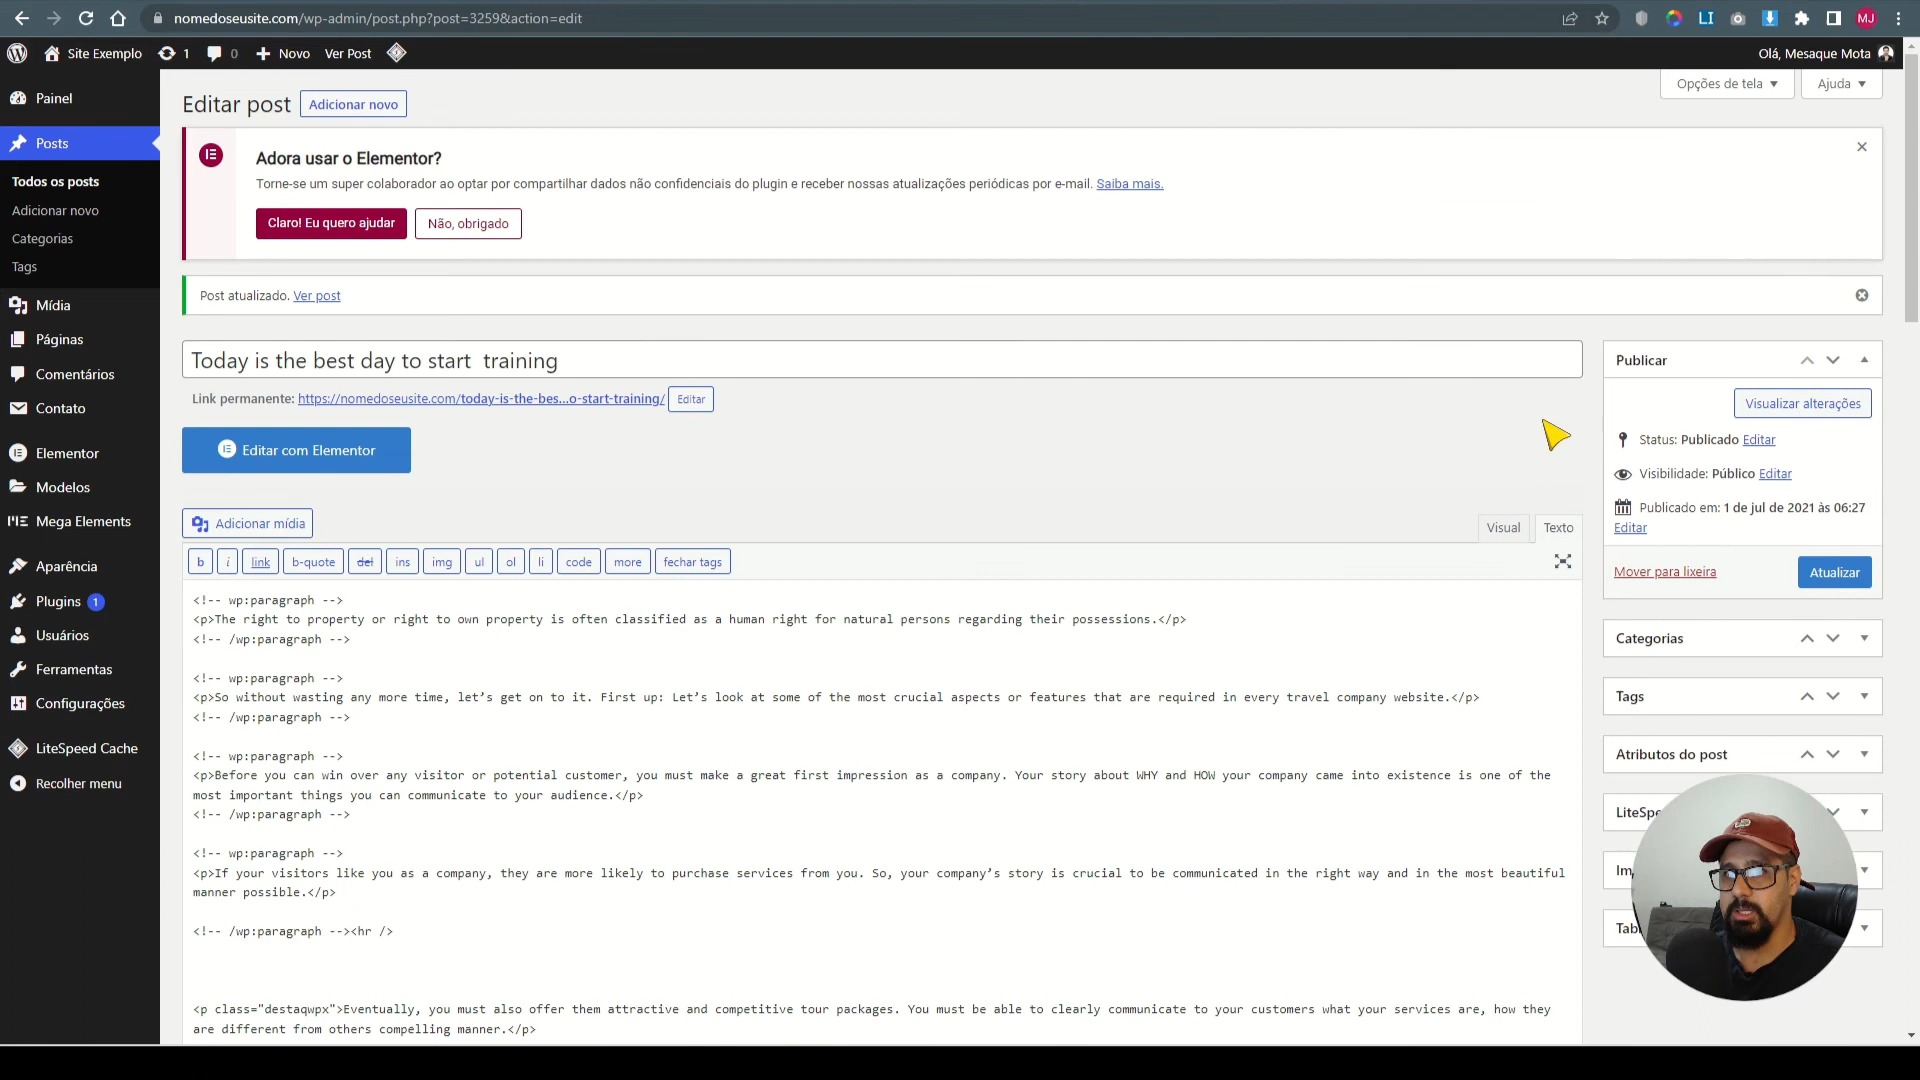 nomedoseusite.com/wp-admin/post.php?post=3259&action=edit
LI
MJ
Site Exemplo
1
0
Novo
Ver Post
Olá, Mesaque Mota
Painel
Posts
Todos os posts
Adicionar novo
Categorias
Tags
Mídia
Páginas
Comentários
Contato
Elementor
Modelos
Mega Elements
Aparência
Plugins 1
Usuários
Ferramentas
Configurações
LiteSpeed Cache
Recolher menu
Opções de tela
Ajuda
Editar post
Adicionar novo
Adora usar o Elementor?
Torne-se um super colaborador ao optar por compartilhar dados não confidenciais do plugin e receber nossas atualizações periódicas por e-mail. Saiba mais.
Claro! Eu quero ajudar
Não, obrigado
Post atualizado. Ver post
Today is the best day to start  training
Link permanente: https://nomedoseusite.com/today-is-the-bes...o-start-training/ Editar
Editar com Elementor
Adicionar mídia
Visual
Texto
b
i
link
b-quote
del
ins
img
ul
ol
li
code
more
fechar tags
<!-- wp:paragraph -->
<p>The right to property or right to own property is often classified as a human right for natural persons regarding their possessions.</p>
<!-- /wp:paragraph -->
<!-- wp:paragraph -->
<p>So without wasting any more time, let’s get on to it. First up: Let’s look at some of the most crucial aspects or features that are required in every travel company website.</p>
<!-- /wp:paragraph -->
<!-- wp:paragraph -->
<p>Before you can win over any visitor or potential customer, you must make a great first impression as a company. Your story about WHY and HOW your company came into existence is one of the
most important things you can communicate to your audience.</p>
<!-- /wp:paragraph -->
<!-- wp:paragraph -->
<p>If your visitors like you as a company, they are more likely to purchase services from you. So, your company’s story is crucial to be communicated in the right way and in the most beautiful
manner possible.</p>
<!-- /wp:paragraph --><hr />
<p class="destaqwpx">Eventually, you must also offer them attractive and competitive tour packages. You must be able to clearly communicate to your customers what your services are, how they
are different from others compelling manner.</p>
Publicar
Visualizar alterações
Status: Publicado Editar
Visibilidade: Público Editar
Publicado em: 1 de jul de 2021 às 06:27
Editar
Mover para lixeira
Atualizar
Categorias
Tags
Atributos do post